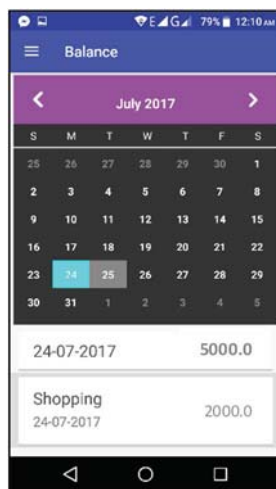 E G 79% 12:10 AM
Balance
July 2017
S M T W T F S
25 26 27 28 29 30 1
2 3 4 5 6 7 8
9 10 11 12 13 14 15
16 17 18 19 20 21 22
23 24 25 26 27 28 29
30 31 1 2 3 4 5
24-07-2017 5000.0
Shopping 2000.0
24-07-2017